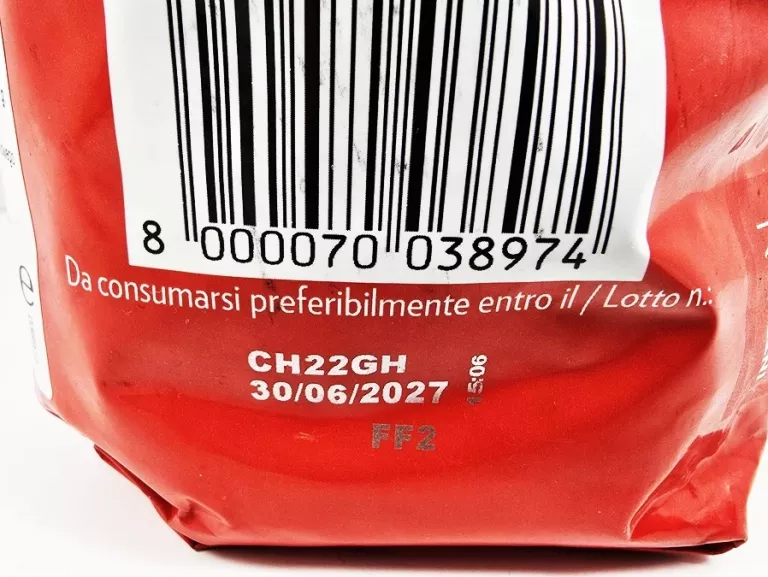 8 000070 038974
Da consumarsi preferibilmente entro il / Lotto n.:
CH22GH
30/06/2027
15:06
FF2